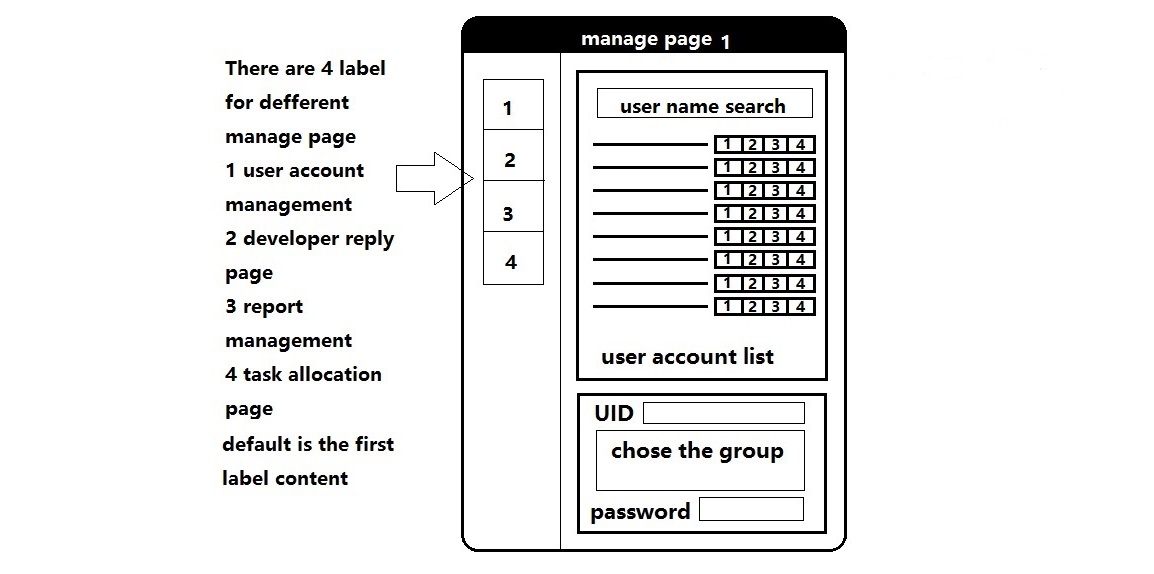 There are 4 label
for defferent
manage page
1 user account
management
2 developer reply
page
3 report
management
4 task allocation
page
default is the first
label content
manage page 1
1
2
3
4
user name search
1 2 3 4
1 2 3 4
1 2 3 4
1 2 3 4
1 2 3 4
1 2 3 4
1 2 3 4
1 2 3 4
user account list
UID
chose the group
password